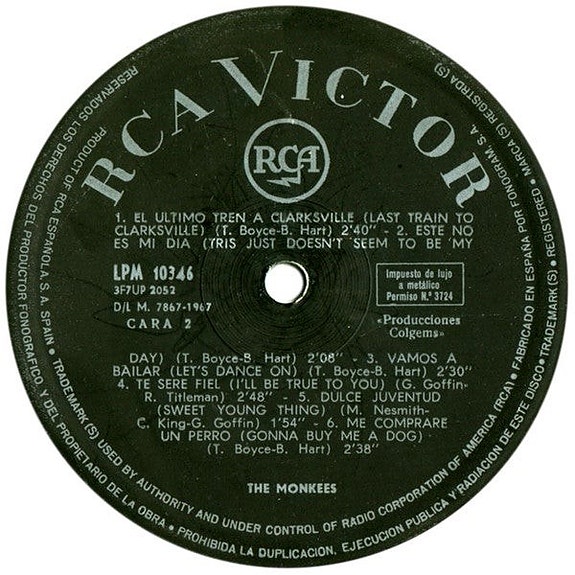 RCA VICTOR
RCA
1. EL ULTIMO TREN A CLARKSVILLE (LAST TRAIN TO
CLARKSVILLE) (T. Boyce-B. Hart) 2'40" - 2. ESTE NO
ES MI DIA (TRIS JUST DOESN'T SEEM TO BE 'MY
LPM 10346
3F7UP 2052
D/L M. 7867-1967
CARA 2
Impuesto de lujo
a metálico
Permiso N.º 3724
«Producciones
Colgems»
DAY) (T. Boyce-B. Hart) 2'08" - 3. VAMOS A
BAILAR (LET'S DANCE ON) (T. Boyce-B. Hart) 2'30"
4. TE SERE FIEL (I'LL BE TRUE TO YOU) (G. Goffin-
R. Titleman) 2'48" - 5. DULCE JUVENTUD
(SWEET YOUNG THING) (M. Nesmith-
C. King-G. Goffin) 1'54" - 6. ME COMPRARE
UN PERRO (GONNA BUY ME A DOG)
(T. Boyce-B. Hart) 2'38"
THE MONKEES
PRODUCT OF RCA ESPAÑOLA, S. A. SPAIN • TRADEMARK(S) USED BY AUTHORITY AND UNDER CONTROL OF RADIO CORPORATION OF AMERICA (RCA) • TRADEMARK(S) • REGISTERED • MARCA(S) REGISTRDA(S)
RESERVADOS LOS DERECHOS DEL PRODUCTOR FONOGRAFICO, Y DEL PROPIETARIO DE LA OBRA • PROHIBIDA LA DUPLICACION, EJECUCION PUBLICA Y RADIACION DE ESTE DISCO • FABRICADO EN ESPAÑA POR FONOGRAM, S. A.